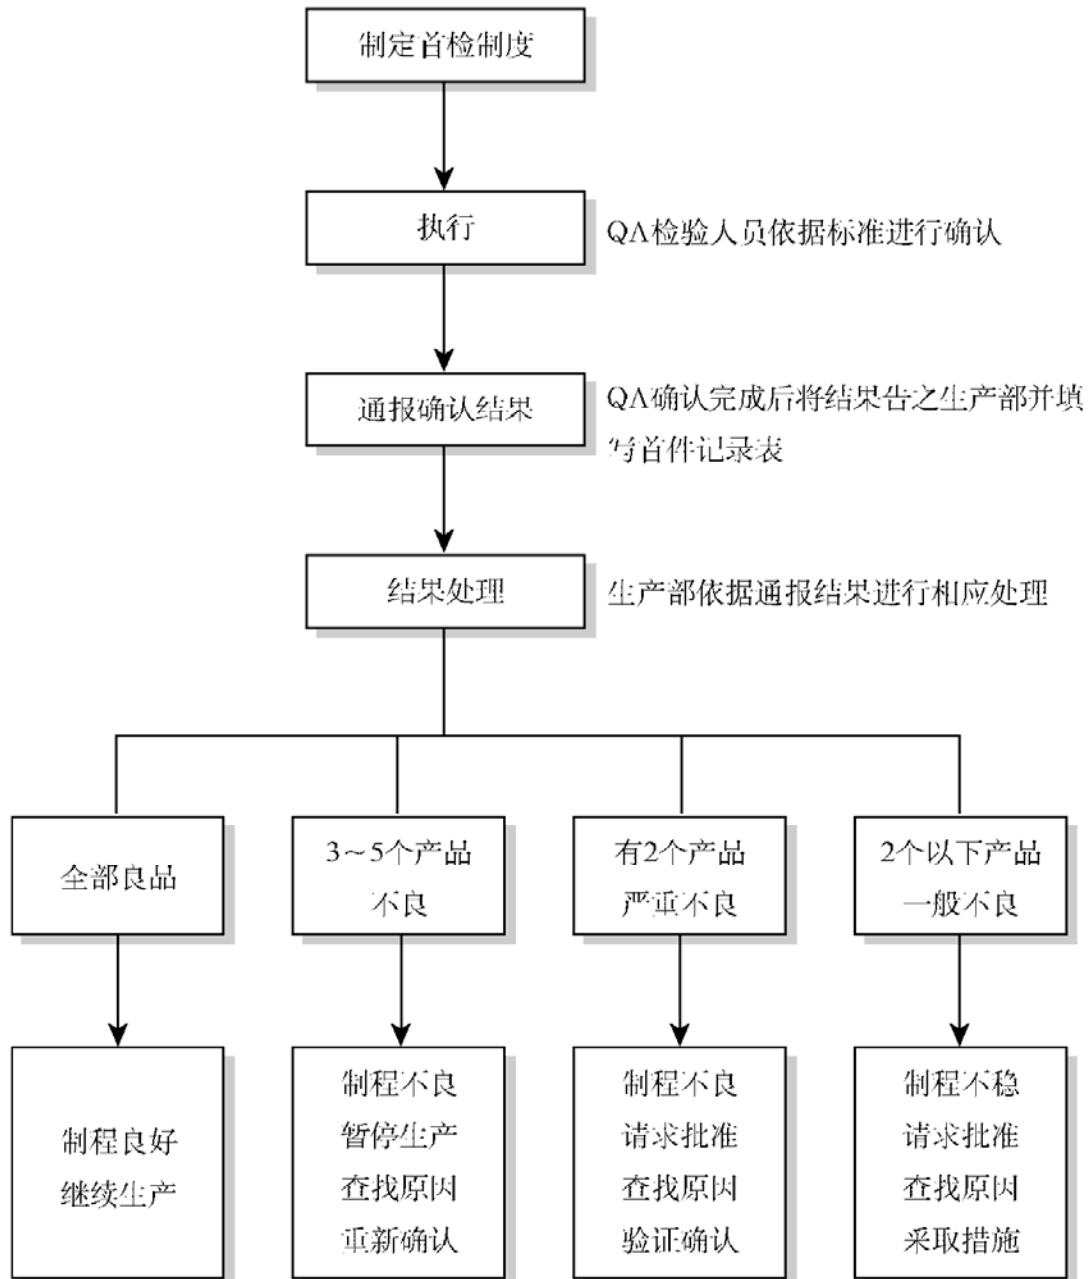 制定首检制度
执行
QA检验人员依据标准进行确认
通报确认结果
QA确认完成后将结果告之生产部并填
写首件记录表
结果处理
生产部依据通报结果进行相应处理
全部良品
3~5个产品
不良
有2个产品
严重不良
2个以下产品
一般不良
制程良好
继续生产
制程不良
暂停生产
查找原因
重新确认
制程不良
请求批准
查找原因
验证确认
制程不稳
请求批准
查找原因
采取措施